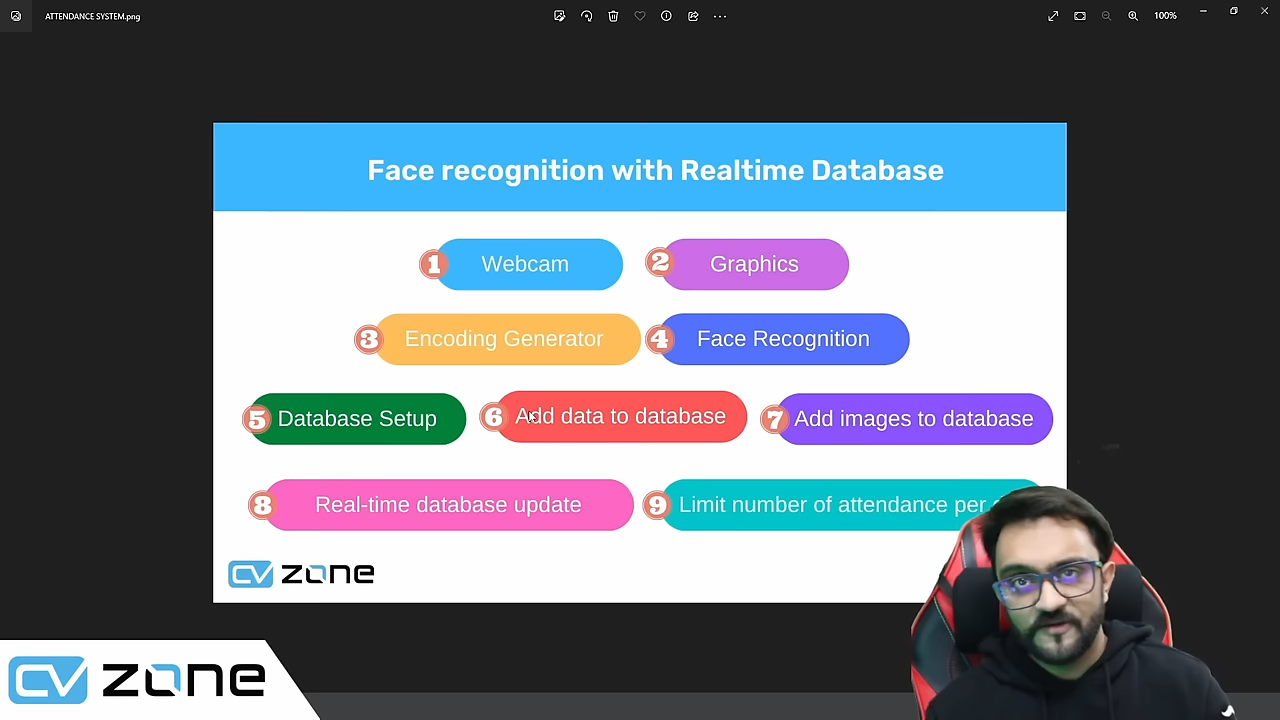 ATTENDANCE SYSTEM.png
100%
Face recognition with Realtime Database
1 Webcam
2 Graphics
3 Encoding Generator
4 Face Recognition
5 Database Setup
6 Add data to database
7 Add images to database
8 Real-time database update
9 Limit number of attendance per
CV ZONE
CV ZONE